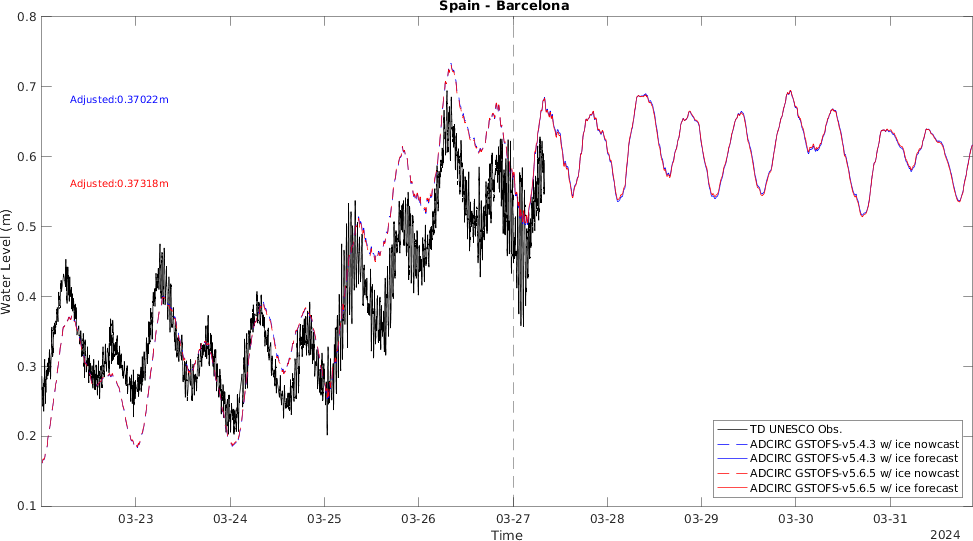 Spain - Barcelona
0.8
0.7
0.6
0.5
0.4
0.3
0.2
0.1
Water Level (m)
Adjusted:0.37022m
Adjusted:0.37318m
TD UNESCO Obs.
ADCIRC GSTOFS-v5.4.3 w/ ice nowcast
ADCIRC GSTOFS-v5.4.3 w/ ice forecast
ADCIRC GSTOFS-v5.6.5 w/ ice nowcast
ADCIRC GSTOFS-v5.6.5 w/ ice forecast
03-23 03-24 03-25 03-26 03-27 03-28 03-29 03-30 03-31
Time
2024